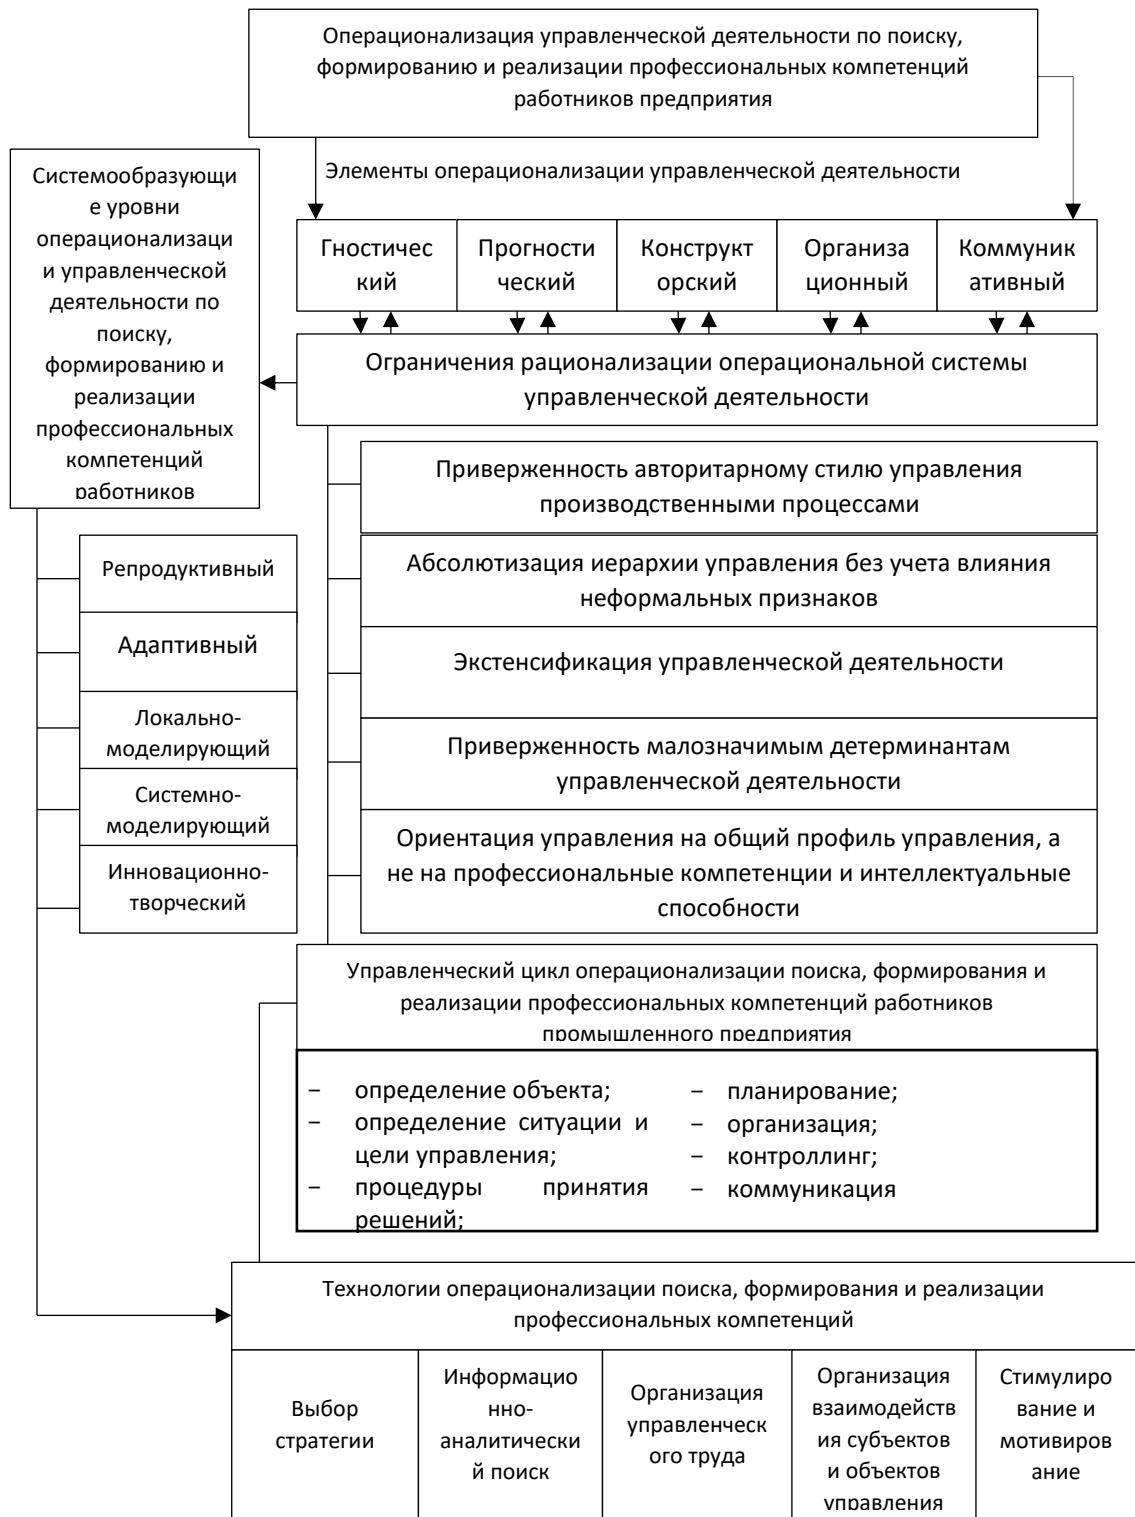 Операционализация управленческой деятельности по поиску,
формированию и реализации профессиональных компетенций
работников предприятия
Элементы операционализации управленческой деятельности
Системообразующи
е уровни
операционализаци
и управленческой
деятельности по
поиску,
формированию и
реализации
профессиональных
компетенций
работников
Гностичес
кий
Прогности
ческий
Конструкт
орский
Организа
ционный
Коммуник
ативный
Ограничения рационализации операциональной системы
управленческой деятельности
Приверженность авторитарному стилю управления
производственными процессами
Абсолютизация иерархии управления без учета влияния
неформальных признаков
Экстенсификация управленческой деятельности
Приверженность малозначимым детерминантам
управленческой деятельности
Ориентация управления на общий профиль управления, а
не на профессиональные компетенции и интеллектуальные
способности
Репродуктивный
Адаптивный
Локально-
моделирующий
Системно-
моделирующий
Инновационно-
творческий
Управленческий цикл операционализации поиска, формирования и
реализации профессиональных компетенций работников
промышленного предприятия
− определение объекта;
− определение ситуации и
цели управления;
− процедуры принятия
решений;
− планирование;
− организация;
− контроллинг;
− коммуникация
Технологии операционализации поиска, формирования и реализации
профессиональных компетенций
Выбор
стратегии
Информацио
нно-
аналитически
й поиск
Организация
управленческ
ого труда
Организация
взаимодейств
ия субъектов
и объектов
управления
Стимулиро
вание и
мотивиров
ание